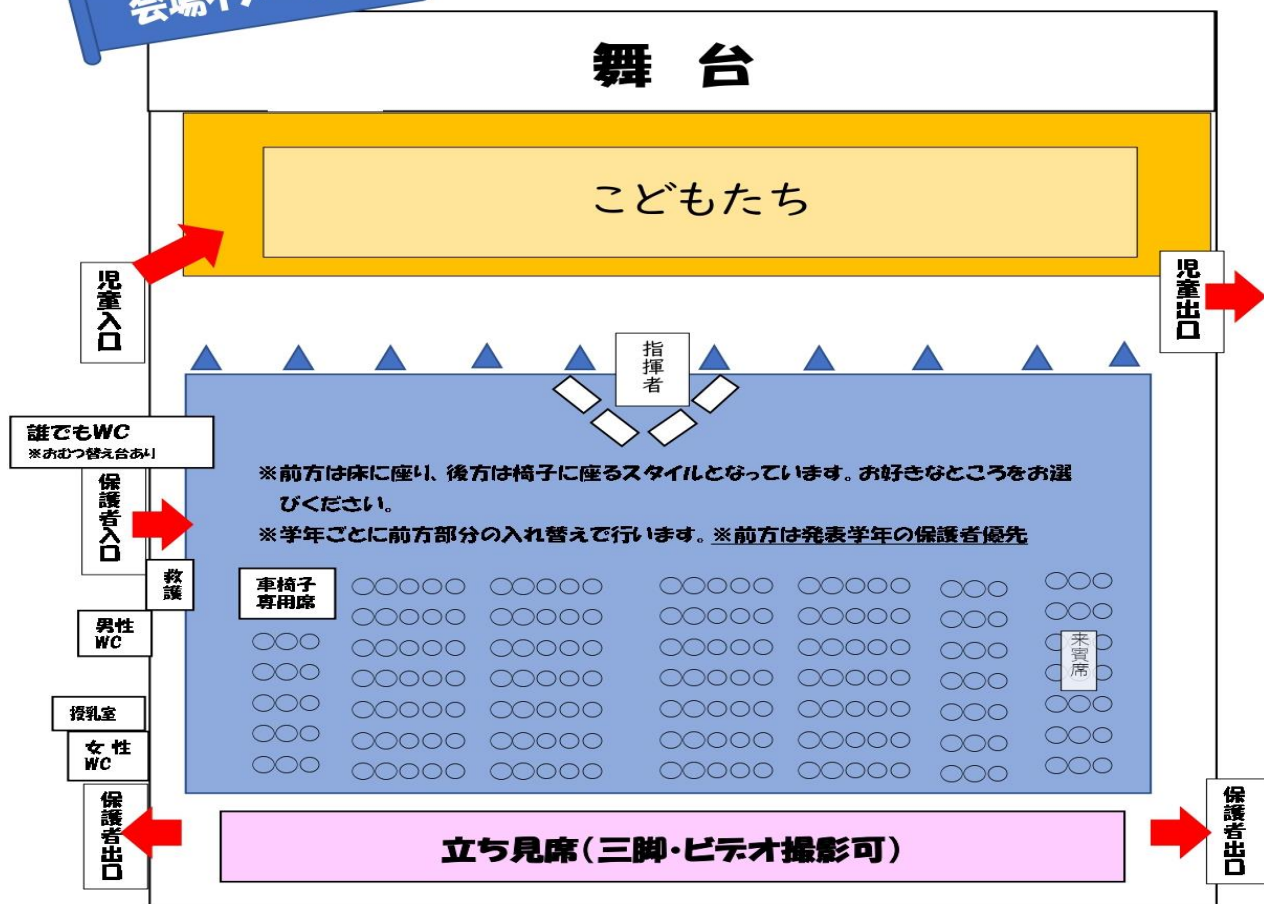 舞 台
こどもたち
児童入口
児童出口
指揮者
誰でもWC
※おむつ替え台あり
保護者入口
※前方は床に座り、後方は椅子に座るスタイルとなっています。お好きなところをお選
びください。
※学年ごとに前方部分の入れ替えで行います。※前方は発表学年の保護者優先
救護
車椅子
専用席
男性
WC
来賓席
授乳室
女性
WC
保護者出口
保護者出口
立ち見席(三脚・ビデオ撮影可)